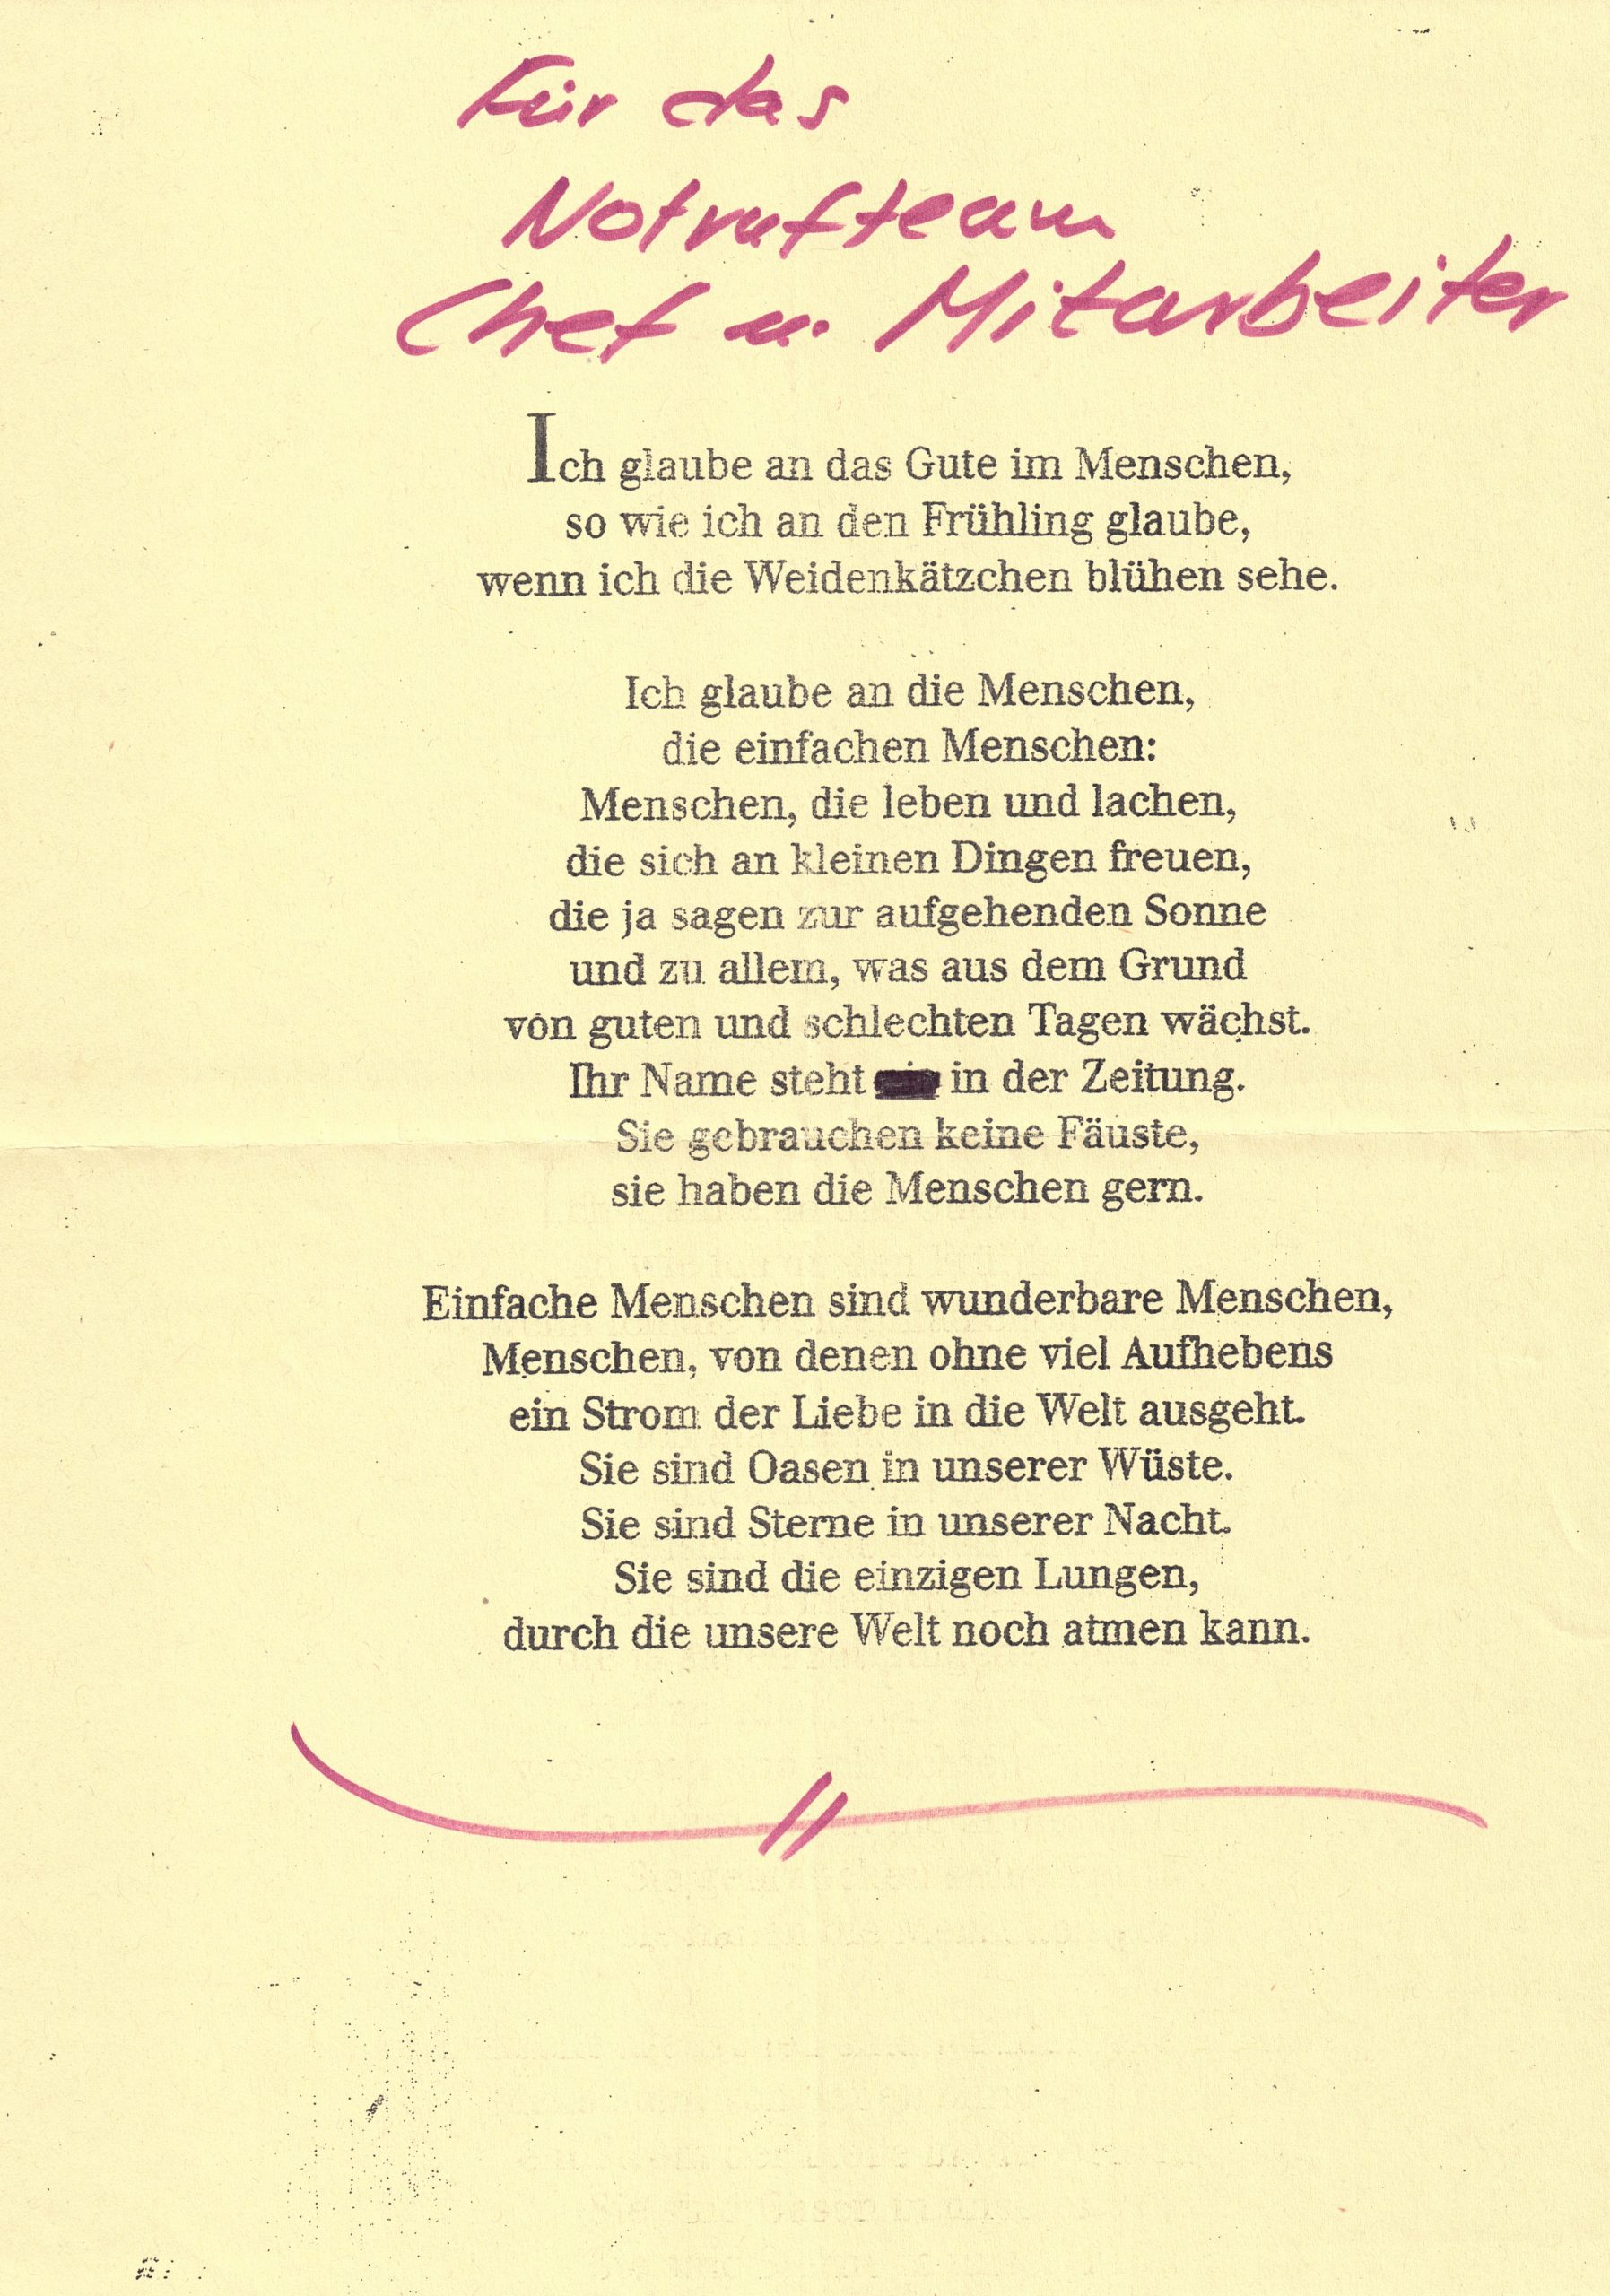 Für das
Notrufteam
Chef u. Mitarbeiter
Ich glaube an das Gute im Menschen,
so wie ich an den Frühling glaube,
wenn ich die Weidenkätzchen blühen sehe.
Ich glaube an die Menschen,
die einfachen Menschen:
Menschen, die leben und lachen,
die sich an kleinen Dingen freuen,
die ja sagen zur aufgehenden Sonne
und zu allem, was aus dem Grund
von guten und schlechten Tagen wächst.
Ihr Name steht in der Zeitung.
Sie gebrauchen keine Fäuste,
sie haben die Menschen gern.
Einfache Menschen sind wunderbare Menschen,
Menschen, von denen ohne viel Aufhebens
ein Strom der Liebe in die Welt ausgeht.
Sie sind Oasen in unserer Wüste.
Sie sind Sterne in unserer Nacht.
Sie sind die einzigen Lungen,
durch die unsere Welt noch atmen kann.